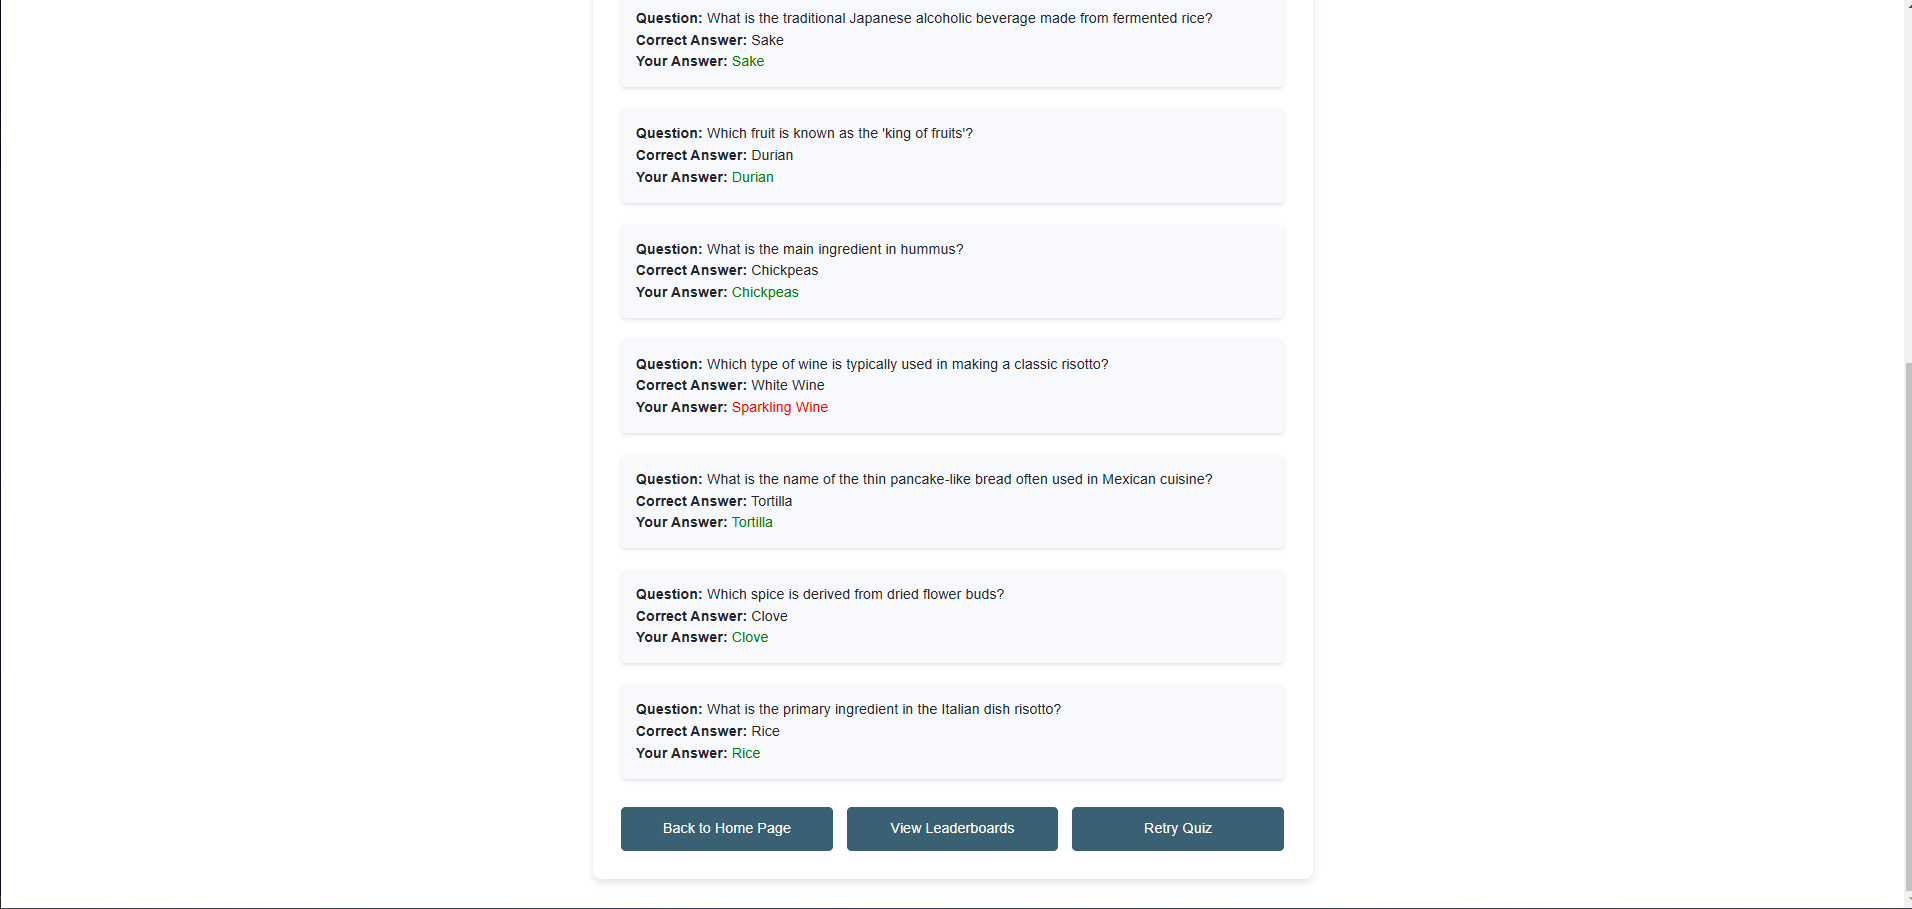 Question: What is the traditional Japanese alcoholic beverage made from fermented rice?
Correct Answer: Sake
Your Answer: Sake
Question: Which fruit is known as the 'king of fruits'?
Correct Answer: Durian
Your Answer: Durian
Question: What is the main ingredient in hummus?
Correct Answer: Chickpeas
Your Answer: Chickpeas
Question: Which type of wine is typically used in making a classic risotto?
Correct Answer: White Wine
Your Answer: Sparkling Wine
Question: What is the name of the thin pancake-like bread often used in Mexican cuisine?
Correct Answer: Tortilla
Your Answer: Tortilla
Question: Which spice is derived from dried flower buds?
Correct Answer: Clove
Your Answer: Clove
Question: What is the primary ingredient in the Italian dish risotto?
Correct Answer: Rice
Your Answer: Rice
Back to Home Page
View Leaderboards
Retry Quiz